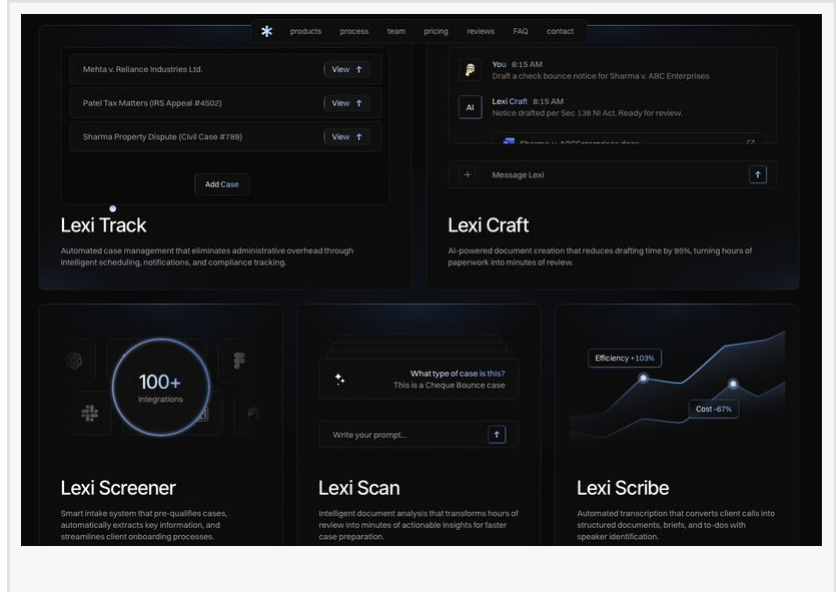 products process team pricing reviews FAQ contact
Mehta v. Reliance Industries Ltd.
View
Patel Tax Matters (IRS Appeal #4502)
View
Sharma Property Dispute (Civil Case #789)
View
Add Case
Lexi Track
Automated case management that eliminates administrative overhead through
intelligent scheduling, notifications, and compliance tracking.
You 8:15 AM
Draft a check bounce notice for Sharma v. ABC Enterprises
AI
Lexi Craft 8:15 AM
Notice drafted per Sec 138 NI Act. Ready for review.
Message Lexi
Lexi Craft
AI-powered document creation that reduces drafting time by 95%, turning hours of
paperwork into minutes of review.
100+
Integrations
Lexi Screener
Smart intake system that pre-qualifies cases,
automatically extracts key information, and
streamlines client onboarding processes.
What type of case is this?
This is a Cheque Bounce case
Write your prompt...
Lexi Scan
Intelligent document analysis that transforms hours of
review into minutes of actionable insights for faster
case preparation.
Efficiency +103%
Cost -67%
Lexi Scribe
Automated transcription that converts client calls into
structured documents, briefs, and to-dos with
speaker identification.